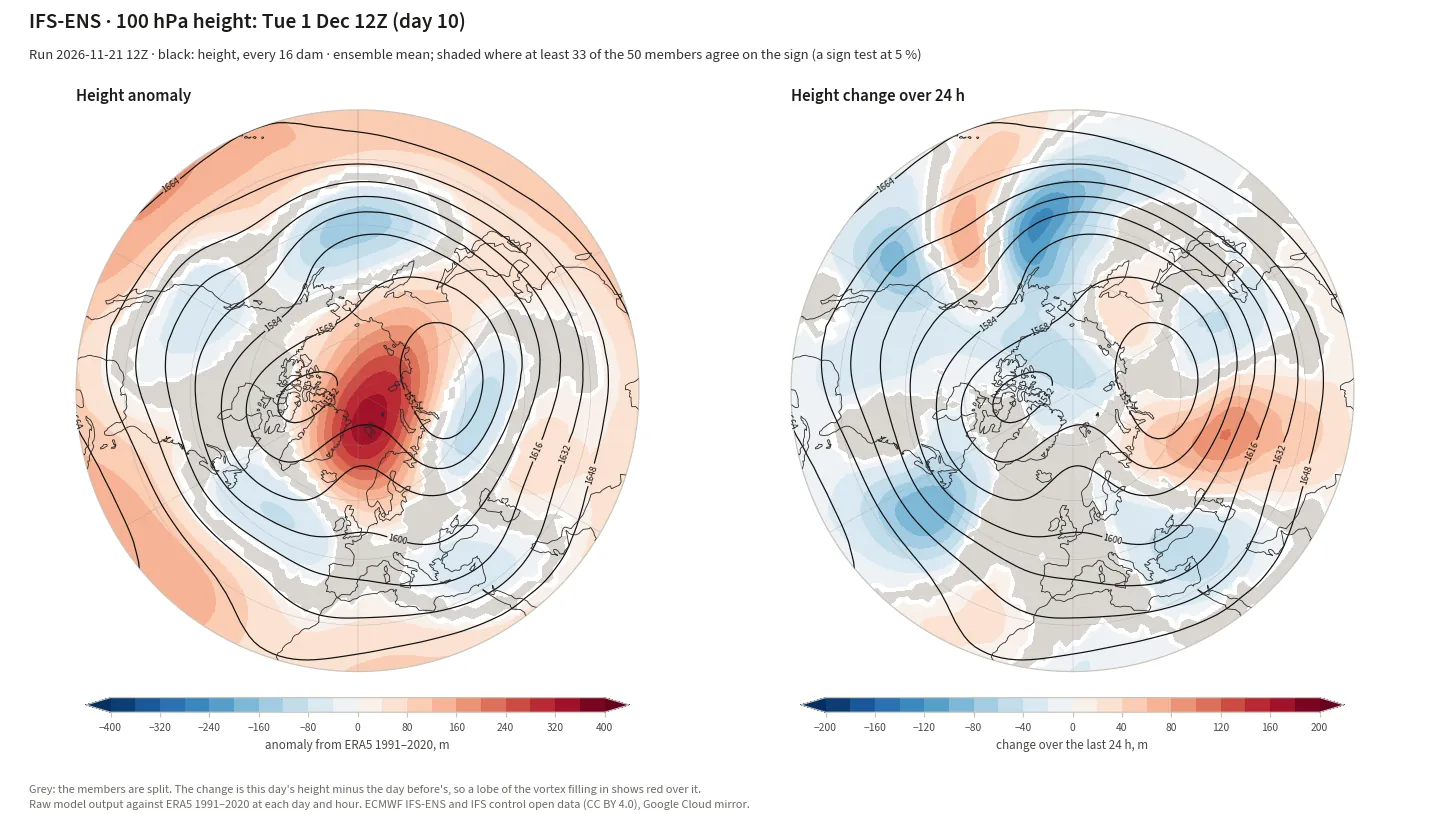 IFS-ENS · 100 hPa height: Tue 1 Dec 12Z (day 10)
Run 2026-11-21 12Z · black: height, every 16 dam · ensemble mean; shaded where at least 33 of the 50 members agree on the sign (a sign test at 5 %)
Height anomaly
Height change over 24 h
1664
1584
1568
1616
1632
1648
1600
1664
1584
1568
1616
1632
1648
1600
−400 −320 −240 −160 −80 0 80 160 240 320 400
anomaly from ERA5 1991–2020, m
−200 −160 −120 −80 −40 0 40 80 120 160 200
change over the last 24 h, m
Grey: the members are split. The change is this day's height minus the day before's, so a lobe of the vortex filling in shows red over it.
Raw model output against ERA5 1991–2020 at each day and hour. ECMWF IFS-ENS and IFS control open data (CC BY 4.0), Google Cloud mirror.